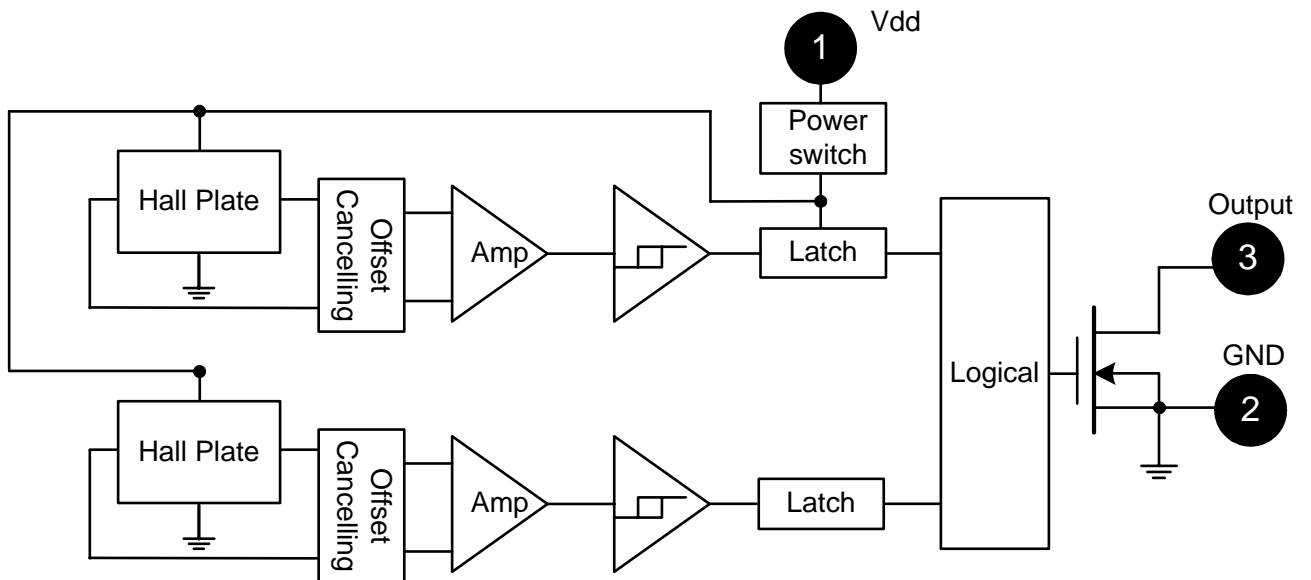 Vdd
1
Power
switch
Hall Plate
Offset
Cancelling
Amp
Latch
Output
3
Logical
GND
2
Hall Plate
Offset
Cancelling
Amp
Latch